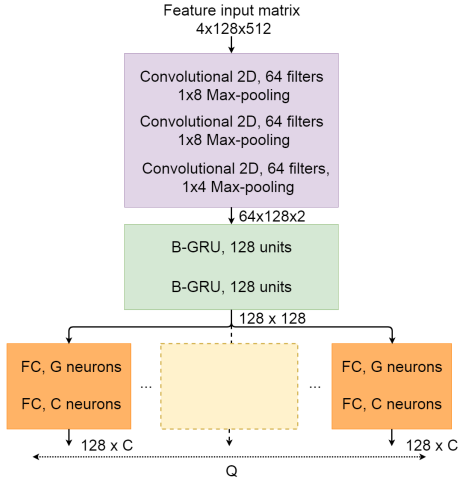 Feature input matrix
4x128x512
Convolutional 2D, 64 filters
1x8 Max-pooling
Convolutional 2D, 64 filters
1x8 Max-pooling
Convolutional 2D, 64 filters,
1x4 Max-pooling
64x128x2
B-GRU, 128 units
B-GRU, 128 units
128 x 128
FC, G neurons
FC, C neurons
...
...
FC, G neurons
FC, C neurons
128 x C
128 x C
Q